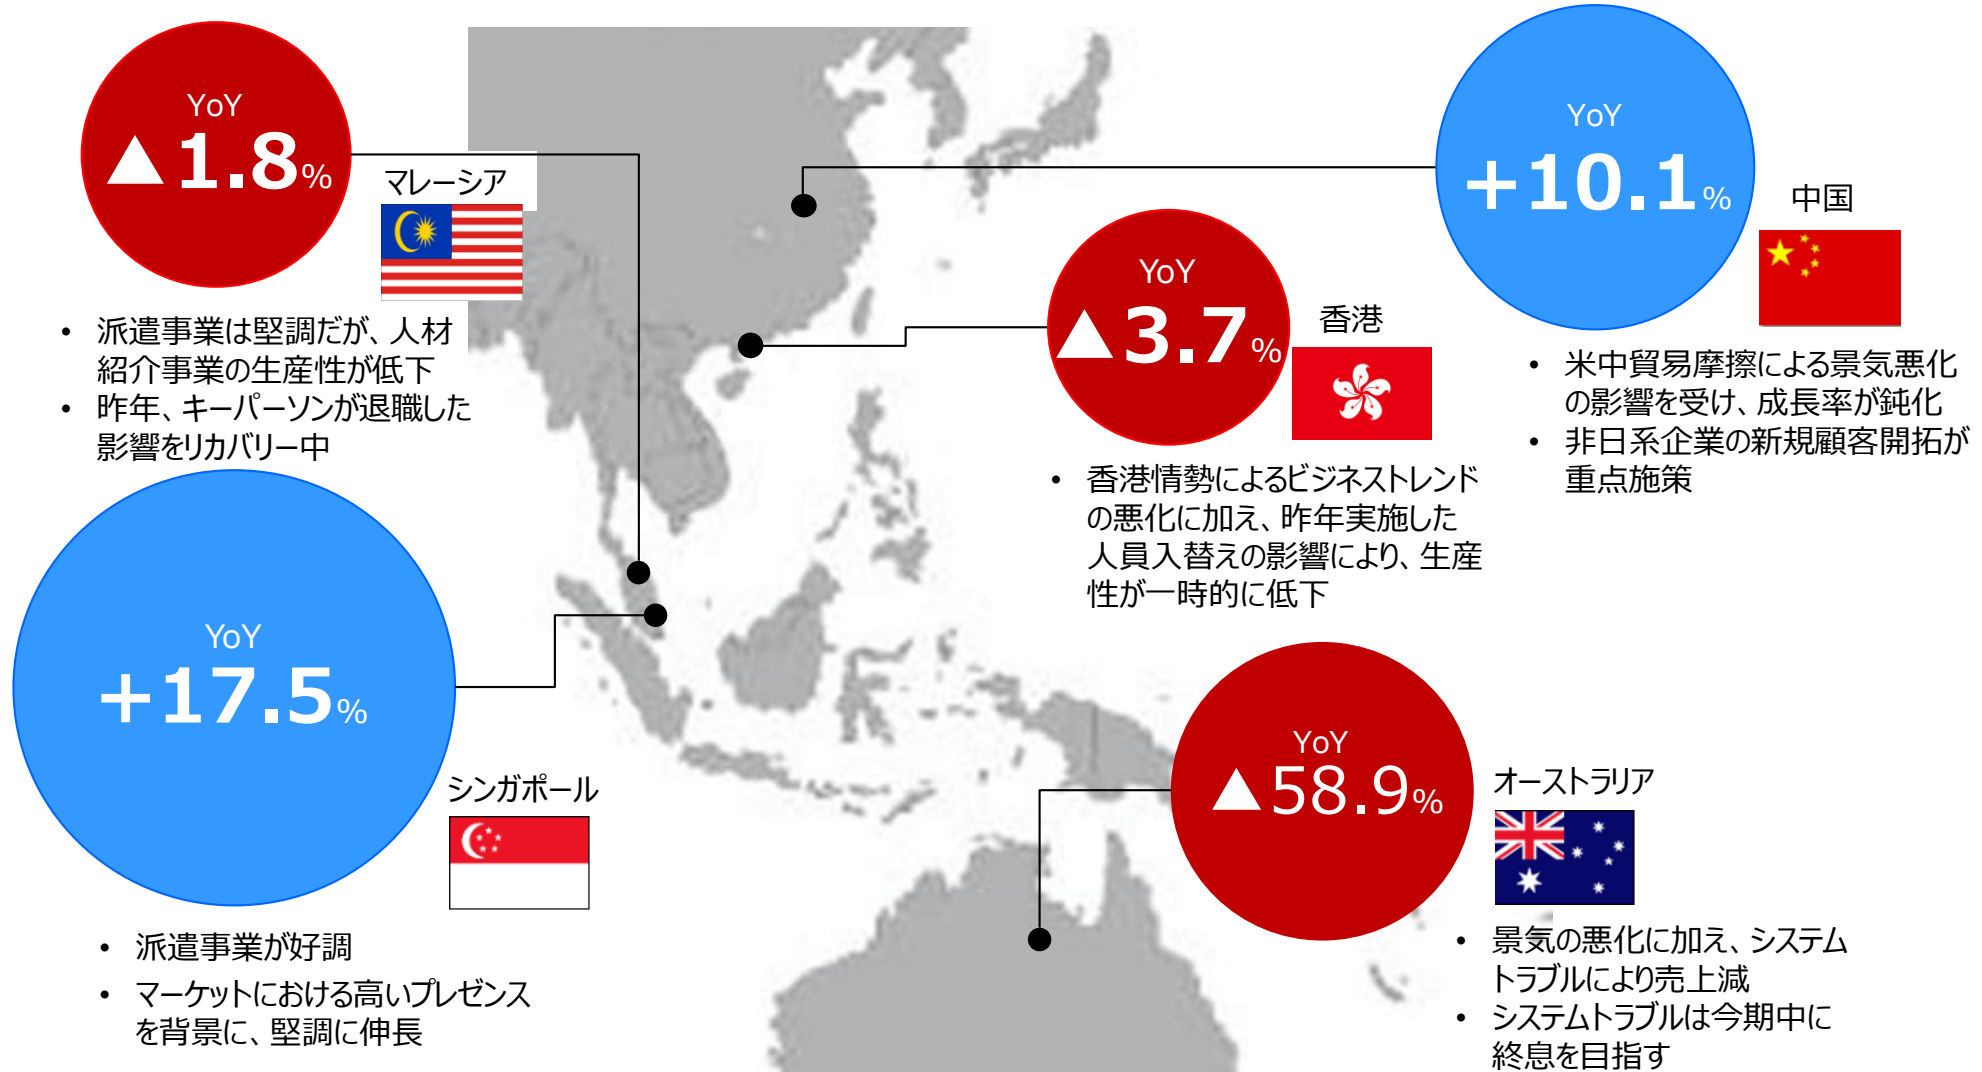 YoY
▲1.8%
マレーシア
• 派遣事業は堅調だが、人材
紹介事業の生産性が低下
• 昨年、キーパーソンが退職した
影響をリカバリー中
YoY
+10.1%
中国
• 米中貿易摩擦による景気悪化
の影響を受け、成長率が鈍化
• 非日系企業の新規顧客開拓が
重点施策
YoY
▲3.7%
香港
• 香港情勢によるビジネストレンド
の悪化に加え、昨年実施した
人員入替えの影響により、生産
性が一時的に低下
YoY
+17.5%
シンガポール
• 派遣事業が好調
• マーケットにおける高いプレゼンス
を背景に、堅調に伸長
YoY
▲58.9%
オーストラリア
• 景気の悪化に加え、システム
トラブルにより売上減
• システムトラブルは今期中に
終息を目指す